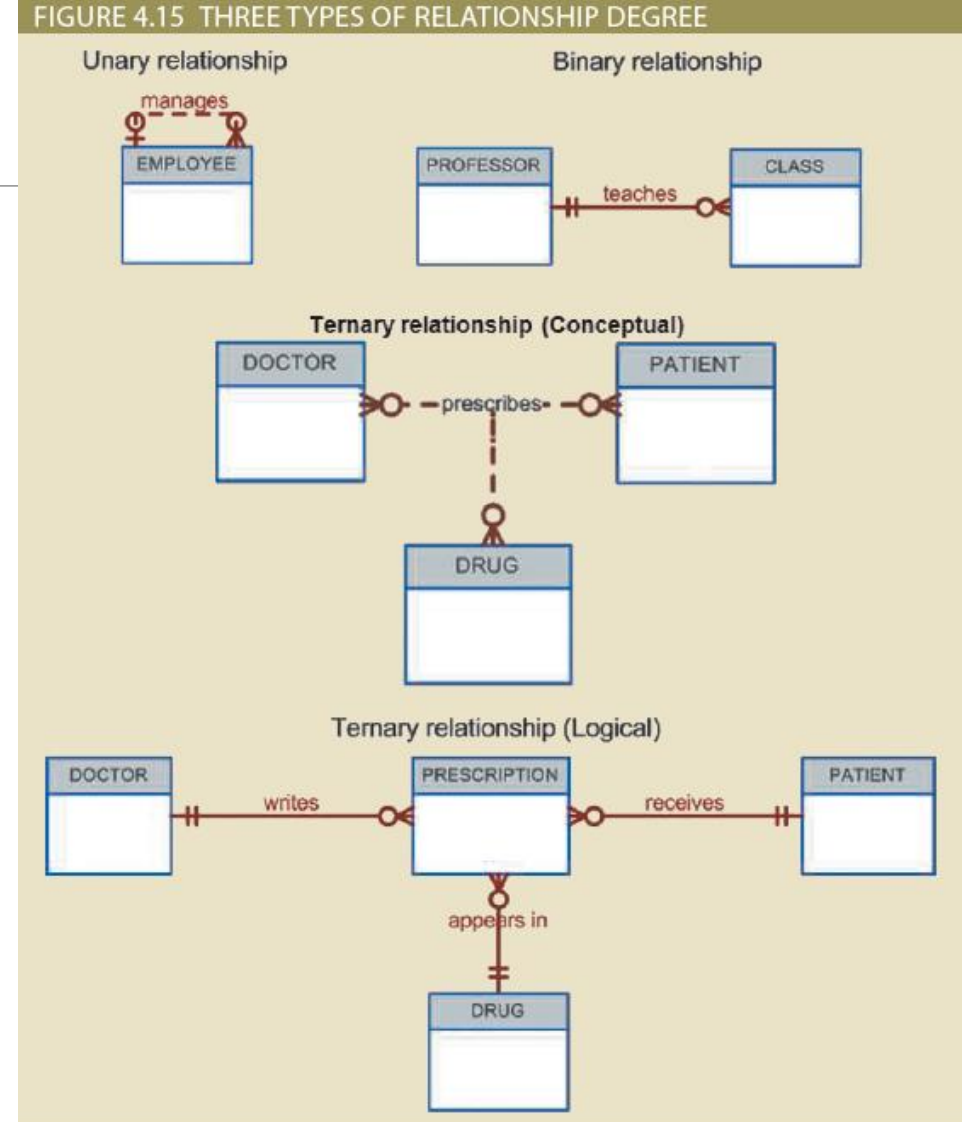 FIGURE 4.15 THREE TYPES OF RELATIONSHIP DEGREE
Unary relationship
Binary relationship
manages
EMPLOYEE
PROFESSOR
teaches
CLASS
Ternary relationship (Conceptual)
DOCTOR
prescribes
PATIENT
DRUG
Ternary relationship (Logical)
DOCTOR
writes
PRESCRIPTION
receives
PATIENT
appears in
DRUG